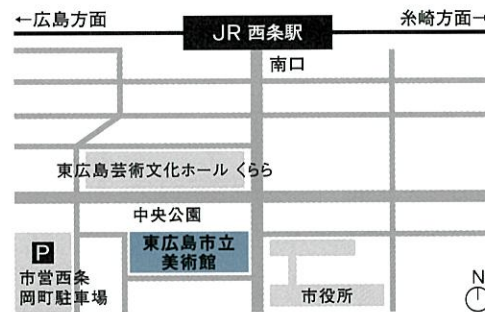 ←広島方面
糸崎方面→
JR 西条駅
南口
東広島芸術文化ホール くらら
中央公園
東広島市立
美術館
P
市営西条
岡町駐車場
市役所
N